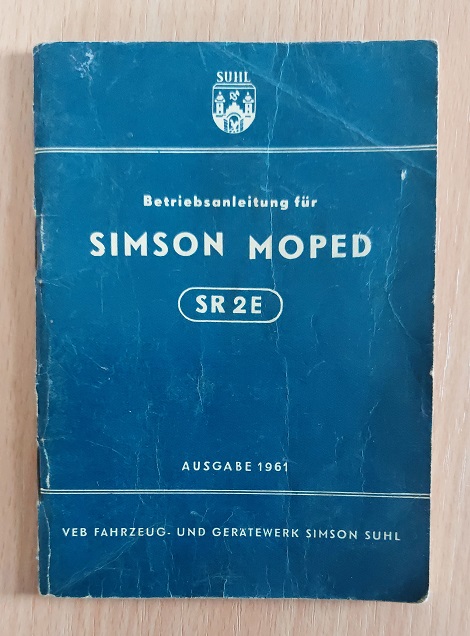 SUHL
Betriebsanleitung für
SIMSON MOPED
SR 2E
AUSGABE 1961
VEB FAHRZEUG- UND GERÄTEWERK SIMSON SUHL